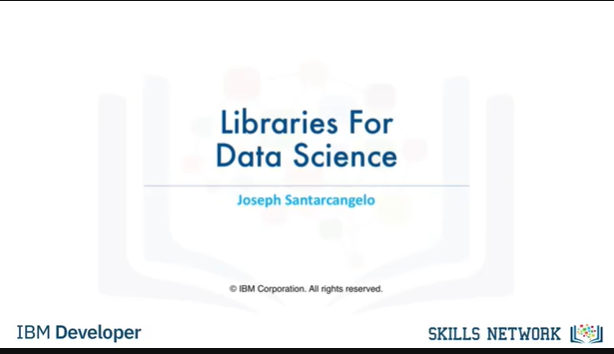 Libraries For
Data Science
Joseph Santarcangelo
© IBM Corporation. All rights reserved.
IBM Developer
SKILLS NETWORK